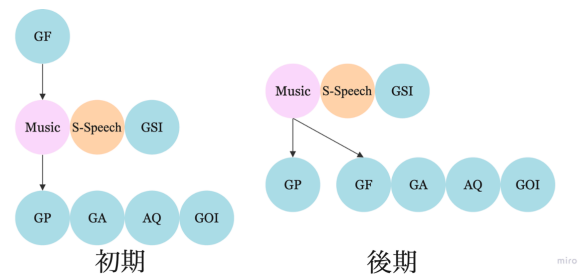 GF
Music S-Speech GSI
GP GA AQ GOI
初期
Music S-Speech GSI
GP GF GA AQ GOI
後期
miro